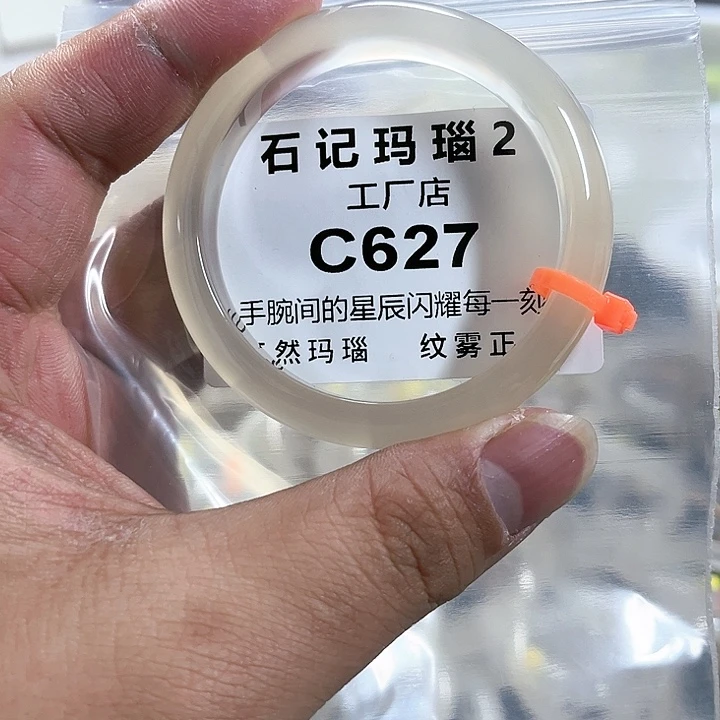 石记玛瑙2
工厂店
C627
手腕间的星辰闪耀每一刻
然玛瑙 纹雾正